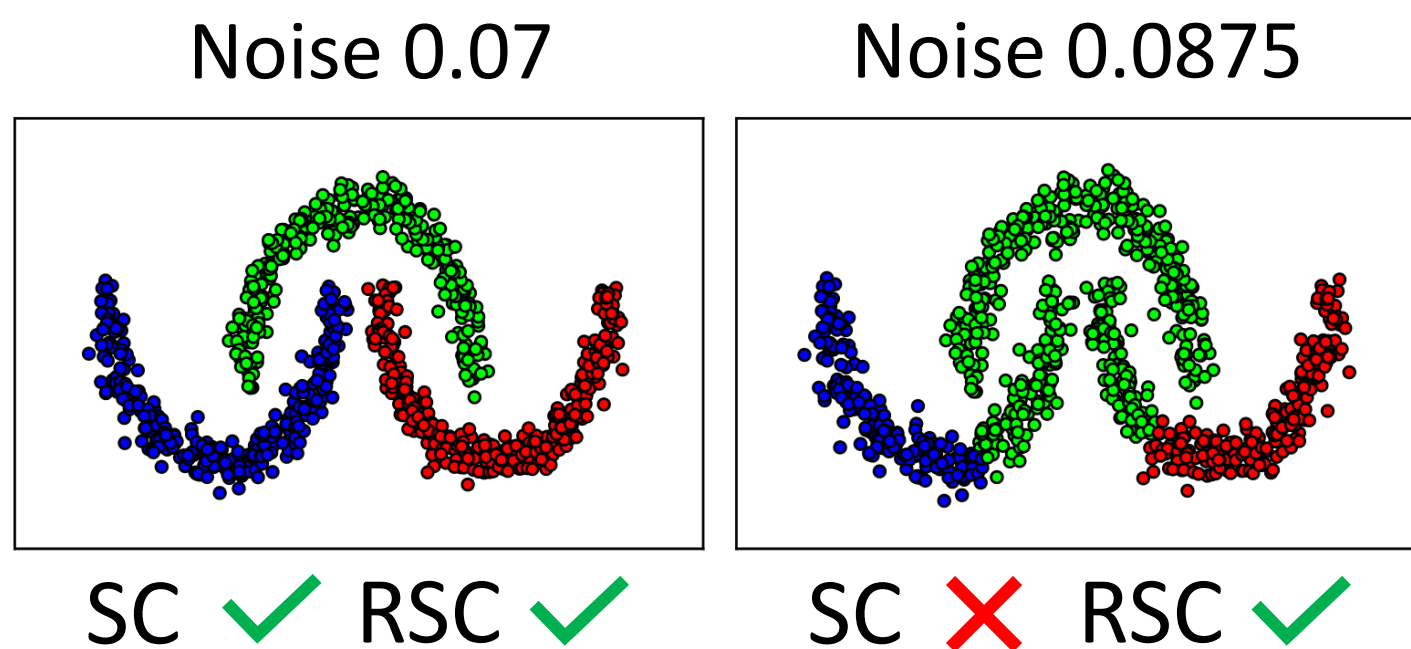 Noise 0.07
Noise 0.0875
SC ✓ RSC ✓
SC ✗ RSC ✓